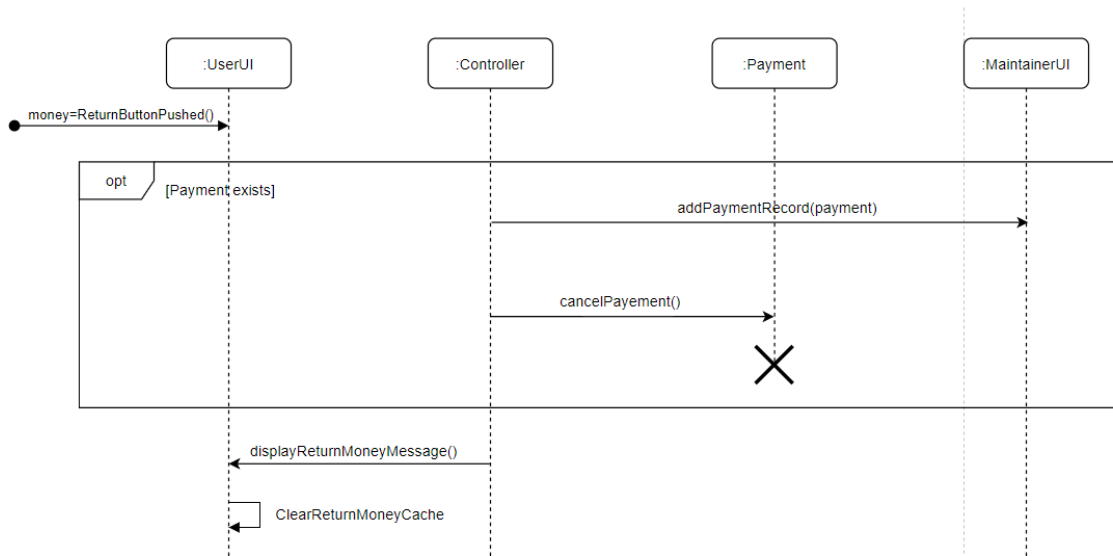 :UserUI
:Controller
:Payment
:MaintainerUI
money=ReturnButtonPushed()
opt
[Payment exists]
addPaymentRecord(payment)
cancelPayement()
displayReturnMoneyMessage()
ClearReturnMoneyCache